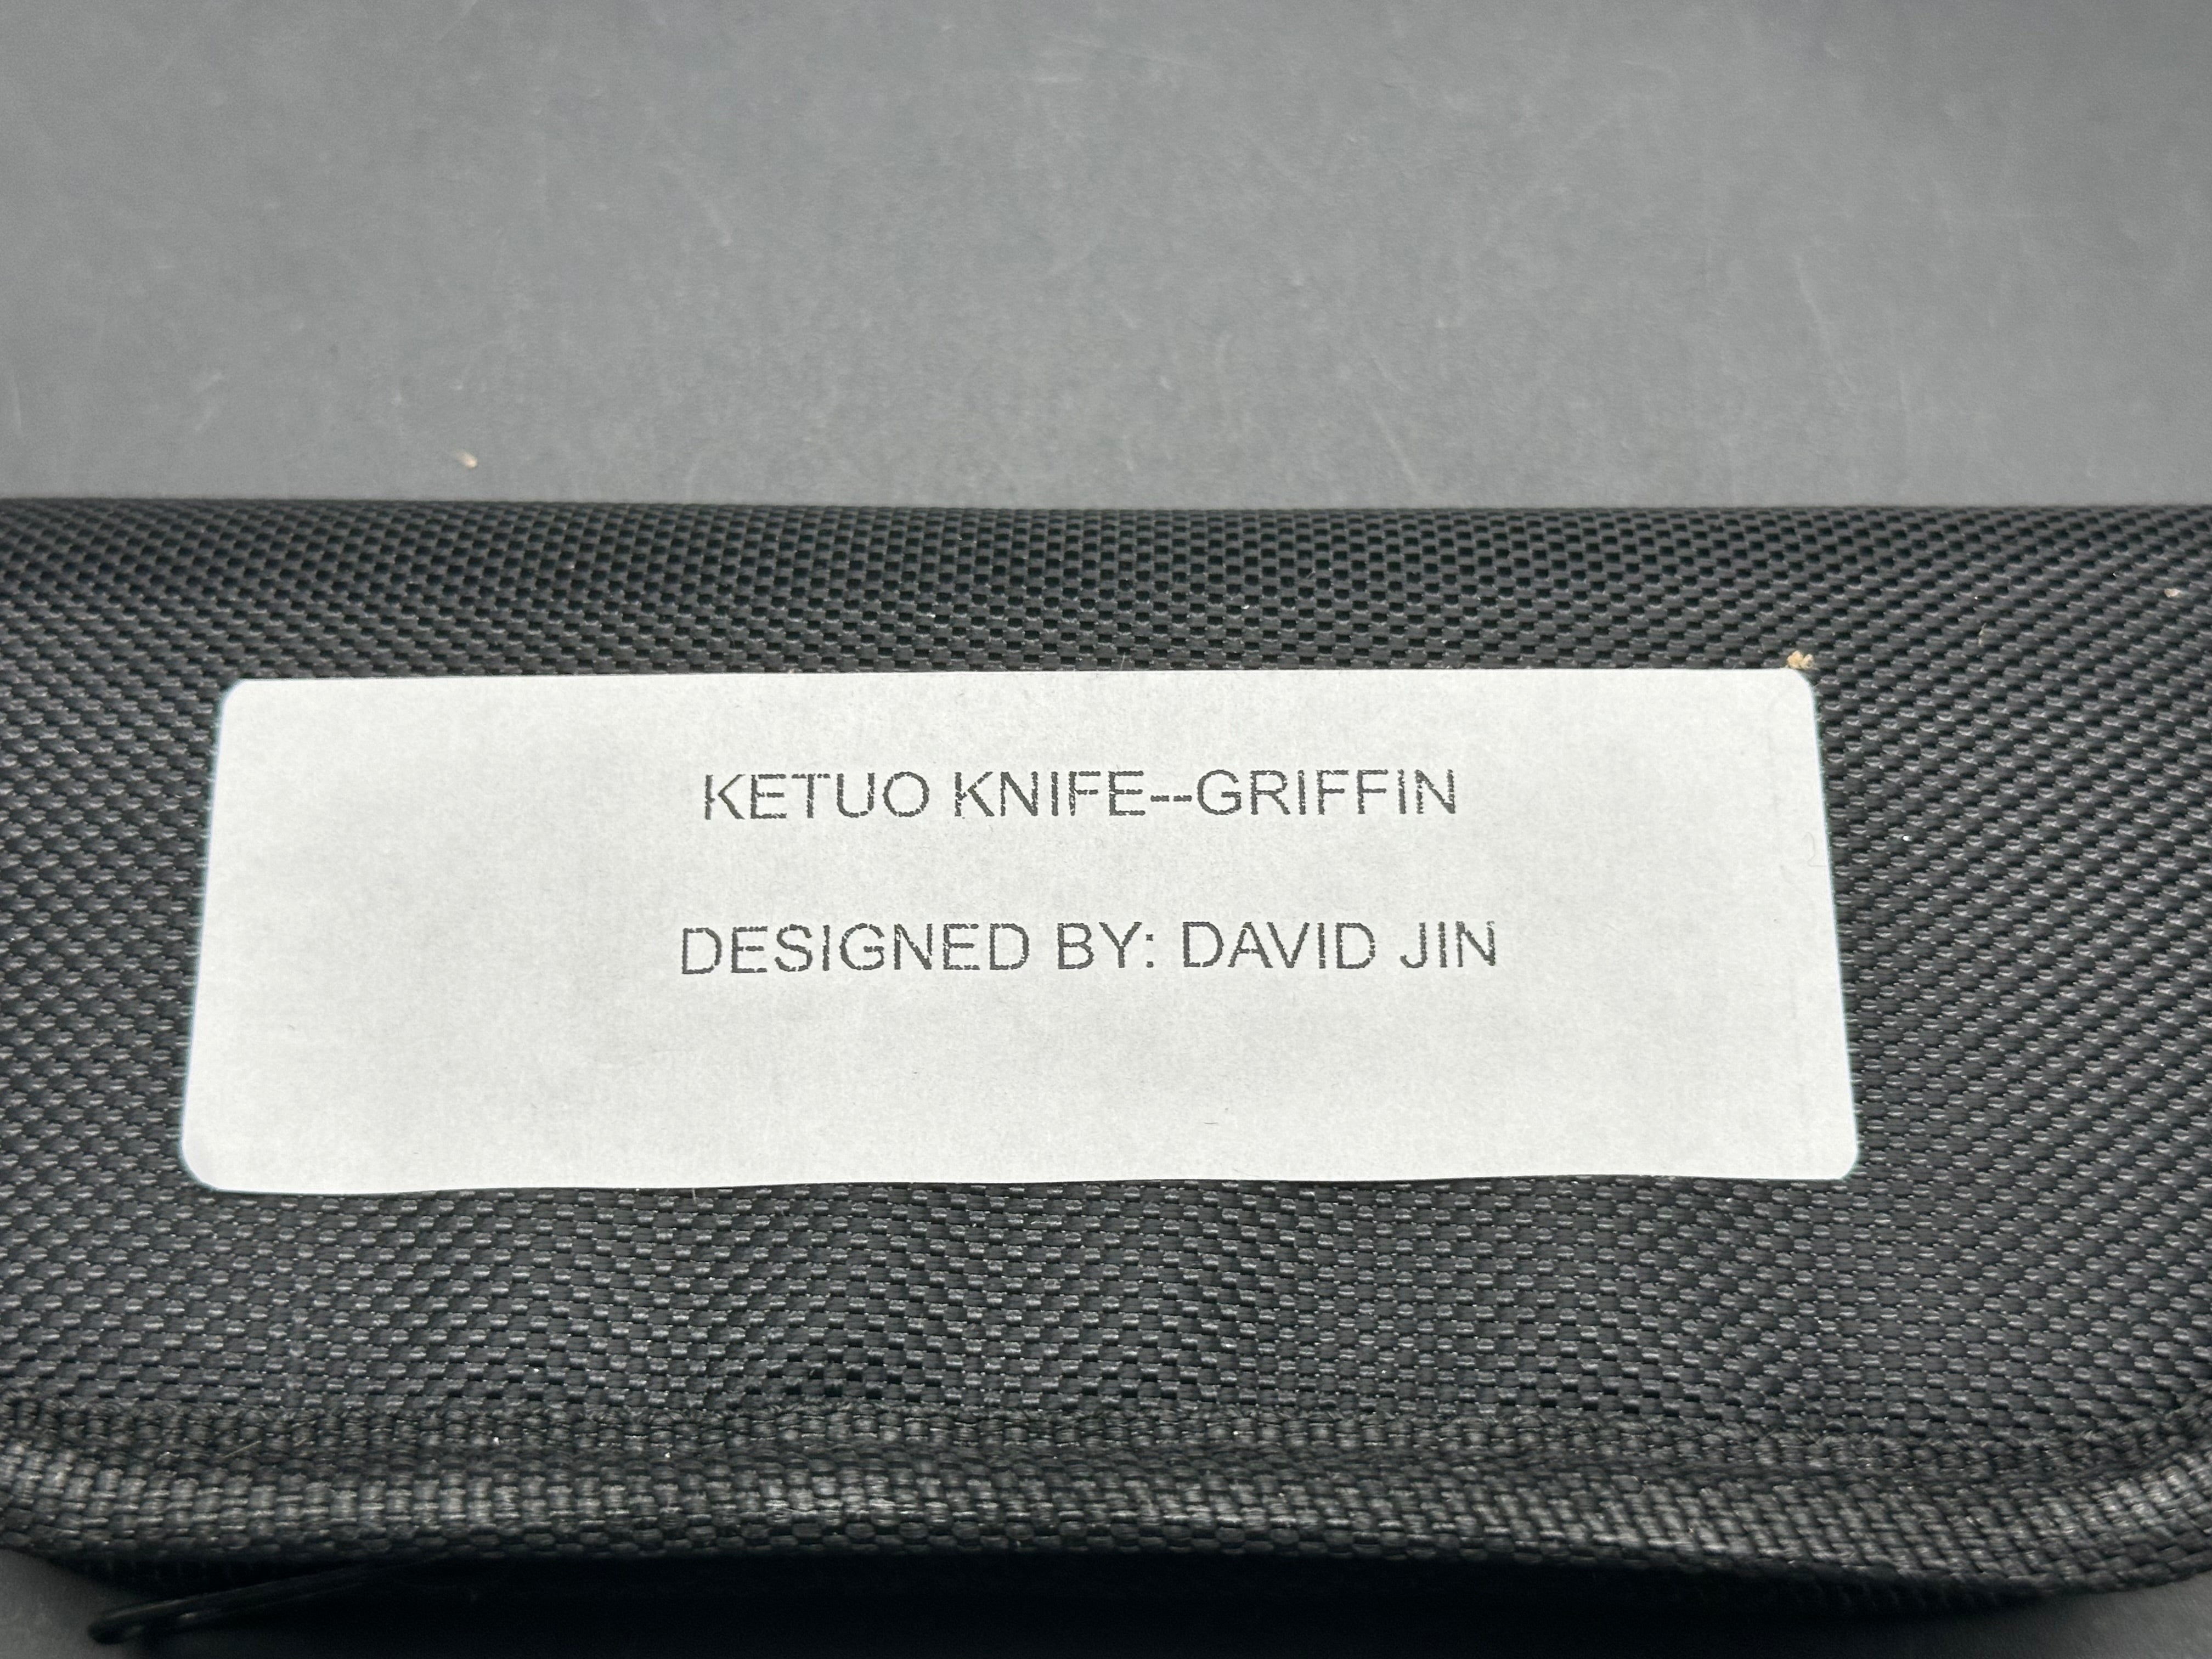 KETUO KNIFE--GRIFFIN
DESIGNED BY: DAVID JIN